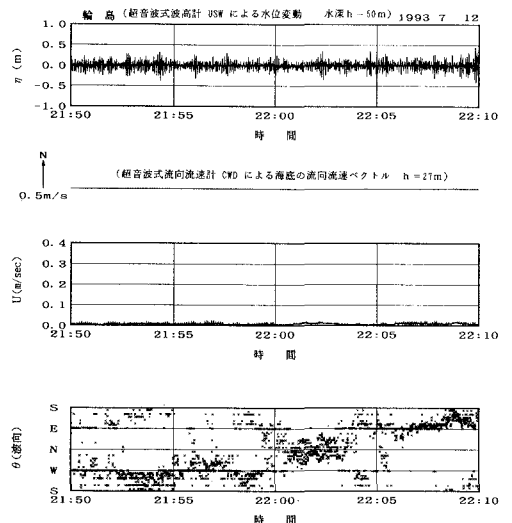 輪 島 (超音波式波高計 USW による水位変動 水深h-50m) 1993 7 12
1.0
0.5
0.0
-0.5
-1.0
η (m)
21:50 21:55 22:00 22:05 22:10
時 間
N
(超音波式流向流速計 CWD による海底の流向流速ベクトル h=27m)
0.5m/s
0.4
0.3
0.2
0.1
0.0
U(m/sec)
21:50 21:55 22:00 22:05 22:10
時 間
S
E
N
W
S
θ(波向)
21:50 21:55 22:00 22:05 22:10
時 間